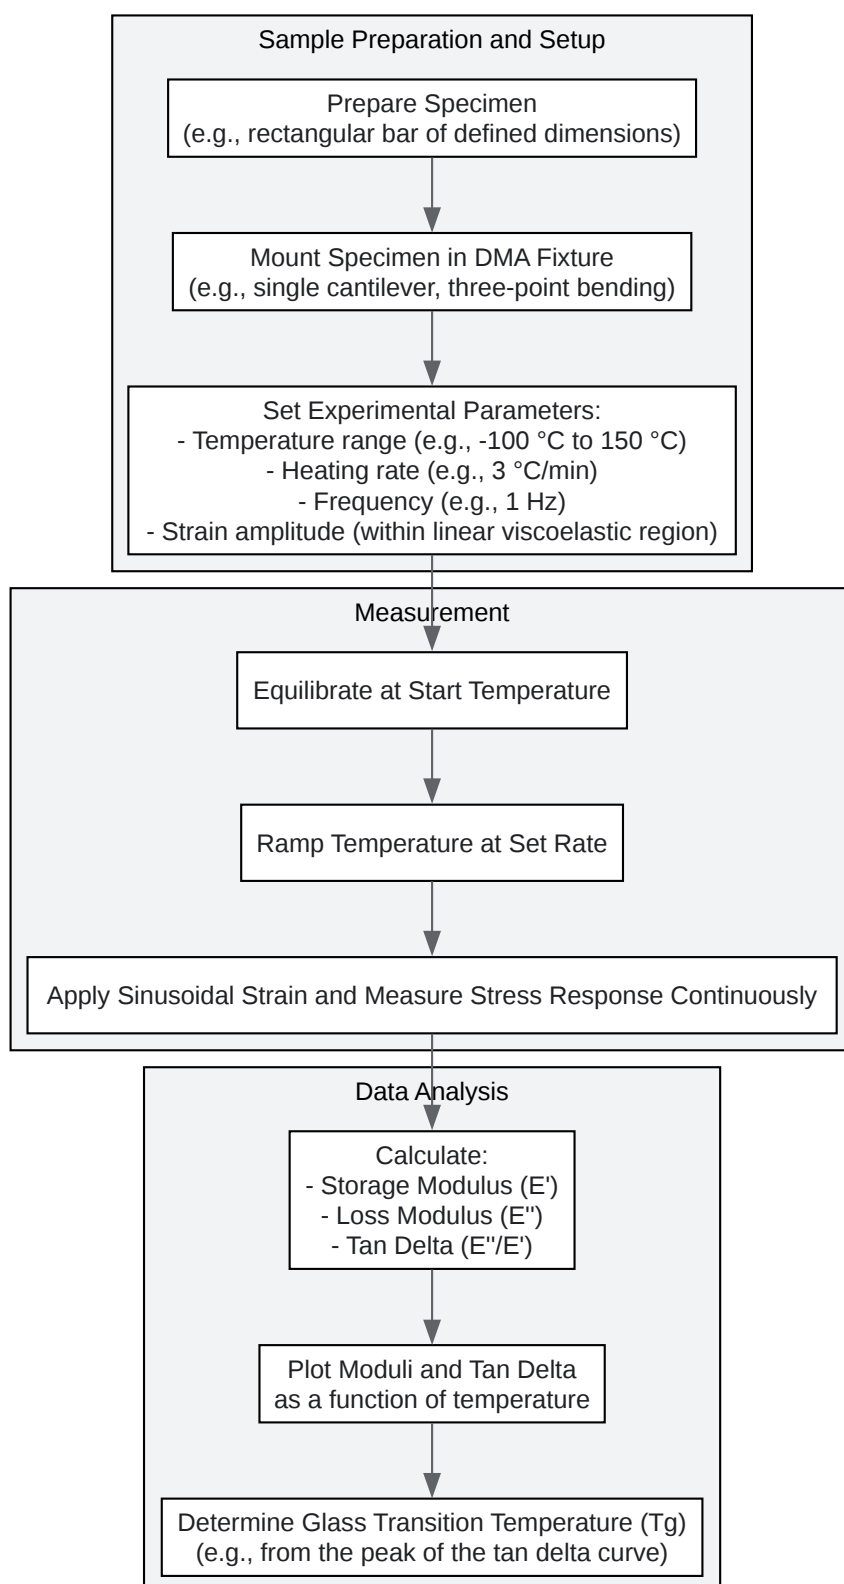 Sample Preparation and Setup
Prepare Specimen
(e.g., rectangular bar of defined dimensions)
Mount Specimen in DMA Fixture
(e.g., single cantilever, three-point bending)
Set Experimental Parameters:
- Temperature range (e.g., -100 °C to 150 °C)
- Heating rate (e.g., 3 °C/min)
- Frequency (e.g., 1 Hz)
- Strain amplitude (within linear viscoelastic region)
Measurement
Equilibrate at Start Temperature
Ramp Temperature at Set Rate
Apply Sinusoidal Strain and Measure Stress Response Continuously
Data Analysis
Calculate:
- Storage Modulus (E')
- Loss Modulus (E'')
- Tan Delta (E''/E')
Plot Moduli and Tan Delta
as a function of temperature
Determine Glass Transition Temperature (Tg)
(e.g., from the peak of the tan delta curve)